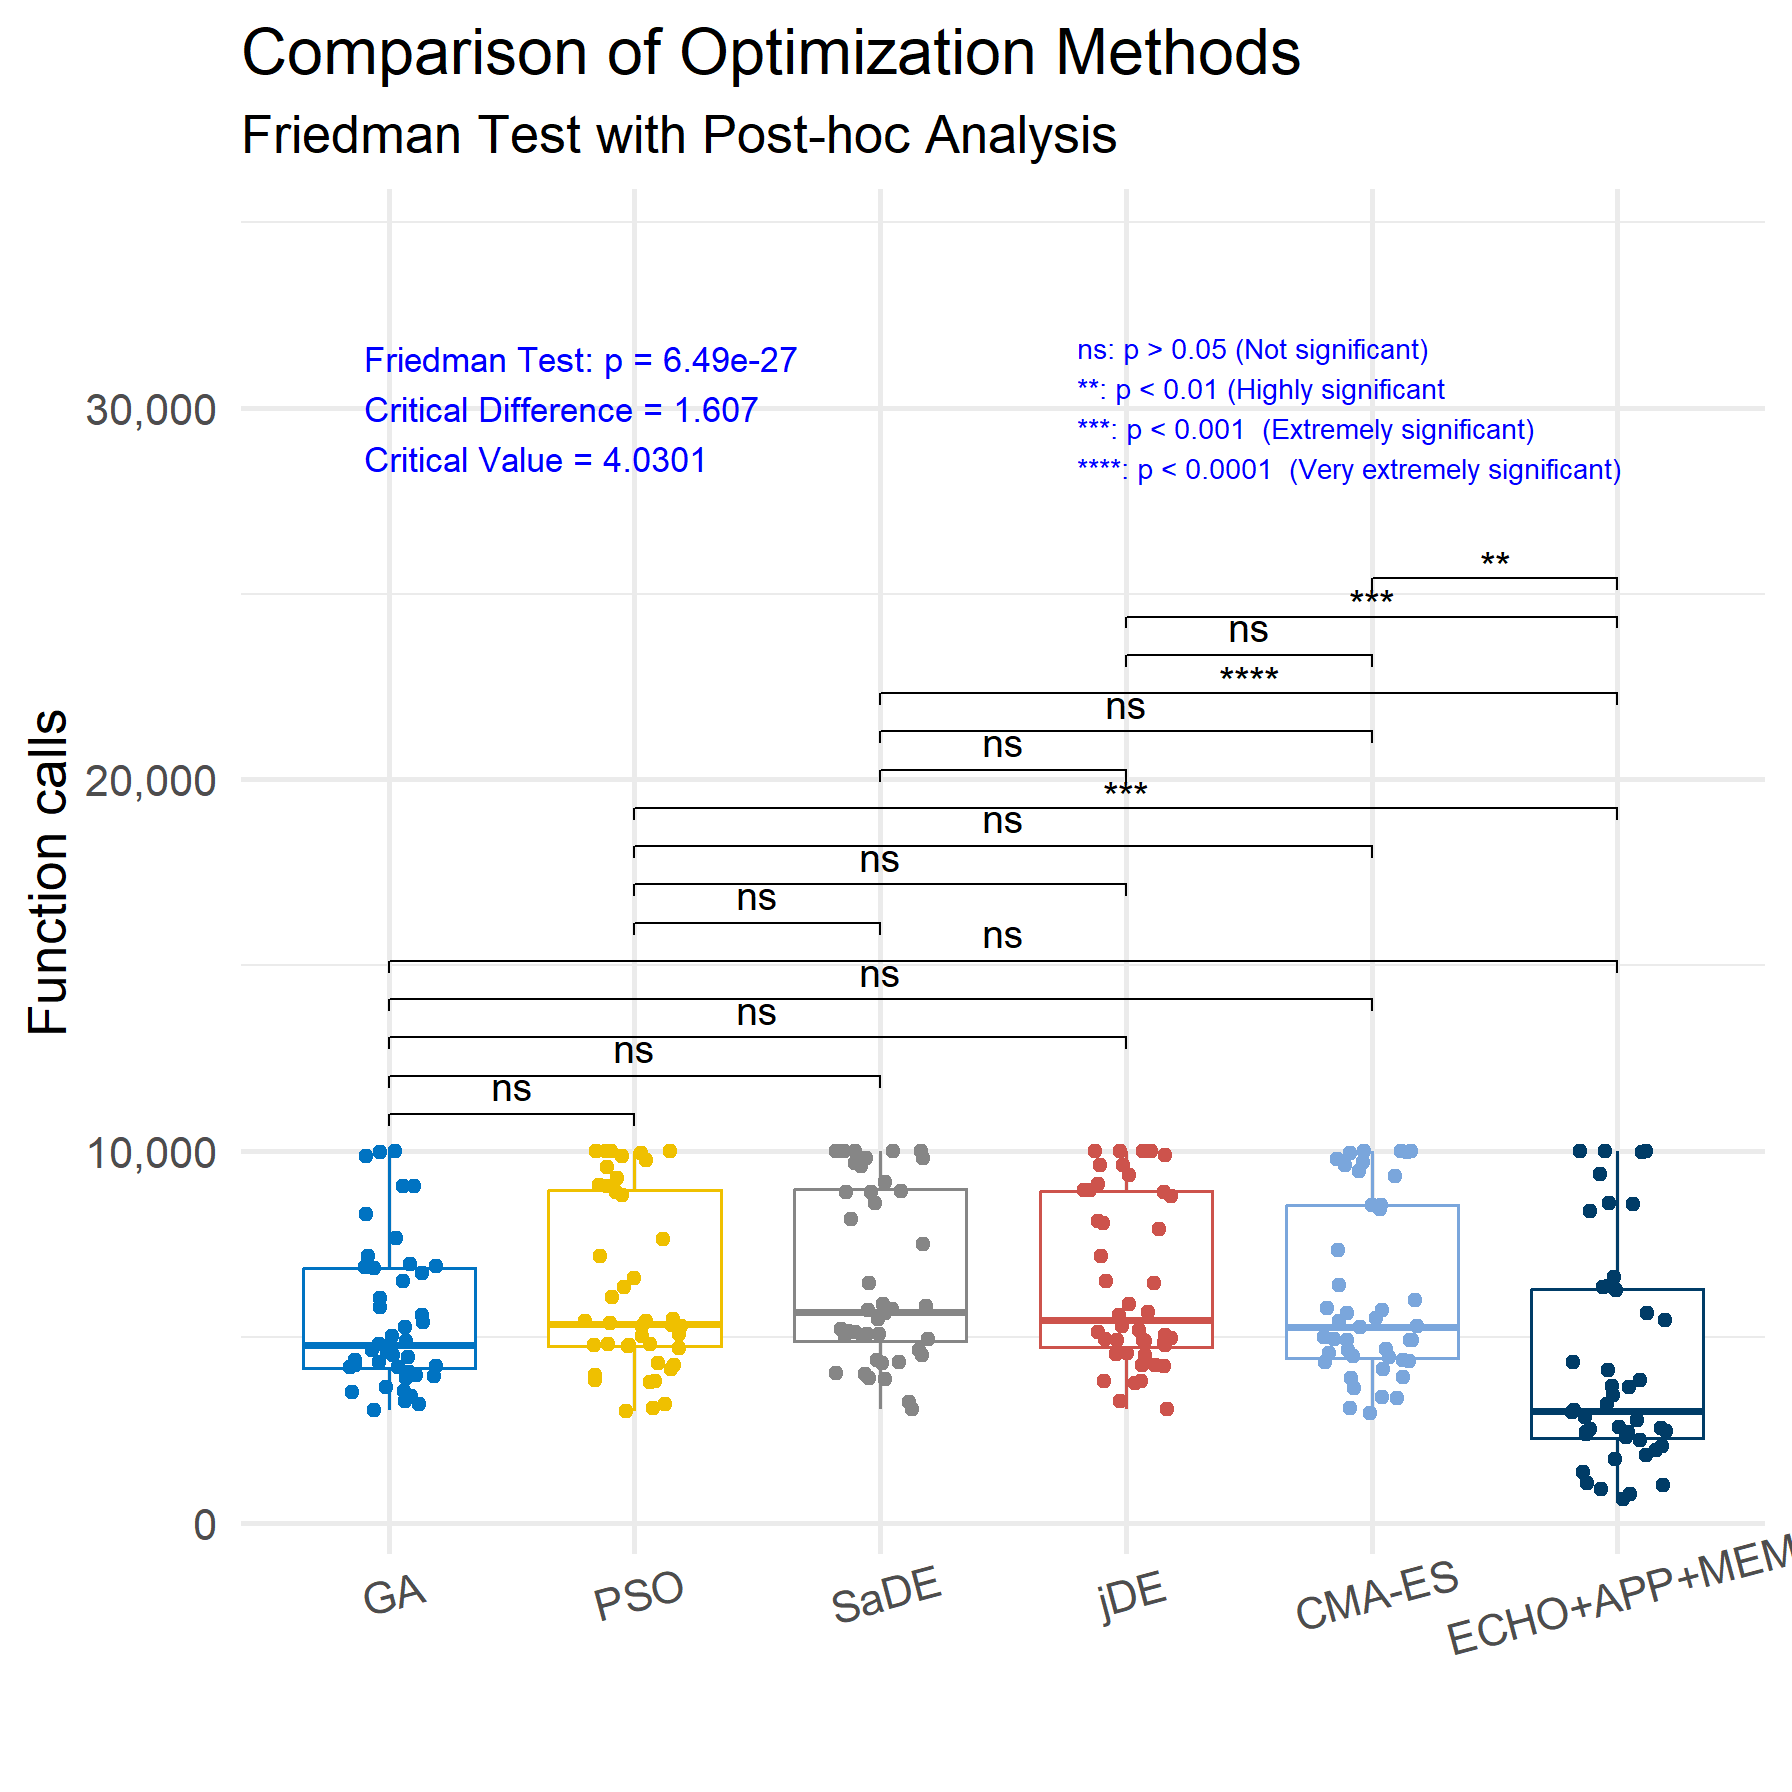 Comparison of Optimization Methods
Friedman Test with Post-hoc Analysis
Friedman Test: p = 6.49e-27
Critical Difference = 1.607
Critical Value = 4.0301
ns: p > 0.05 (Not significant)
**: p < 0.01 (Highly significant
***: p < 0.001  (Extremely significant)
****: p < 0.0001  (Very extremely significant)
Function calls
30,000
20,000
10,000
0
**
***
ns
****
ns
ns
***
ns
ns
ns
ns
ns
ns
ns
ns
GA
PSO
SaDE
jDE
CMA-ES
ECHO+APP+MEM